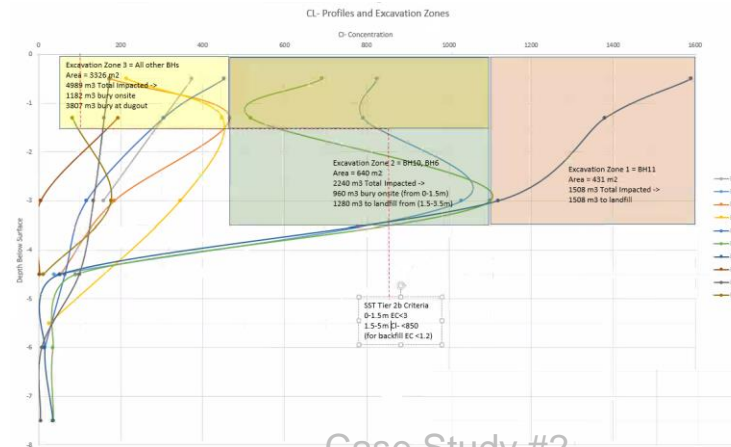 CL- Profiles and Excavation Zones
Cl- Concentration
0 200 400 600 800 1000 1200 1400 1600
0
-1
-2
-3
-4
-5
-6
-7
-8
Depth Below Surface
Excavation Zone 3 = All other BHs
Area = 3326 m2
4989 m3 Total Impacted ->
1182 m3 bury onsite
3807 m3 bury at dugout
Excavation Zone 2 = BH10, BH6
Area = 640 m2
2240 m3 Total Impacted ->
960 m3 bury onsite (from 0-1.5m)
1280 m3 to landfill from (1.5-3.5m)
Excavation Zone 1 = BH11
Area = 431 m2
1508 m3 Total Impacted ->
1508 m3 to landfill
SST Tier 2b Criteria
0-1.5m EC<3
1.5-5m Cl- <850
(for backfill EC <1.2)
Case Study #2